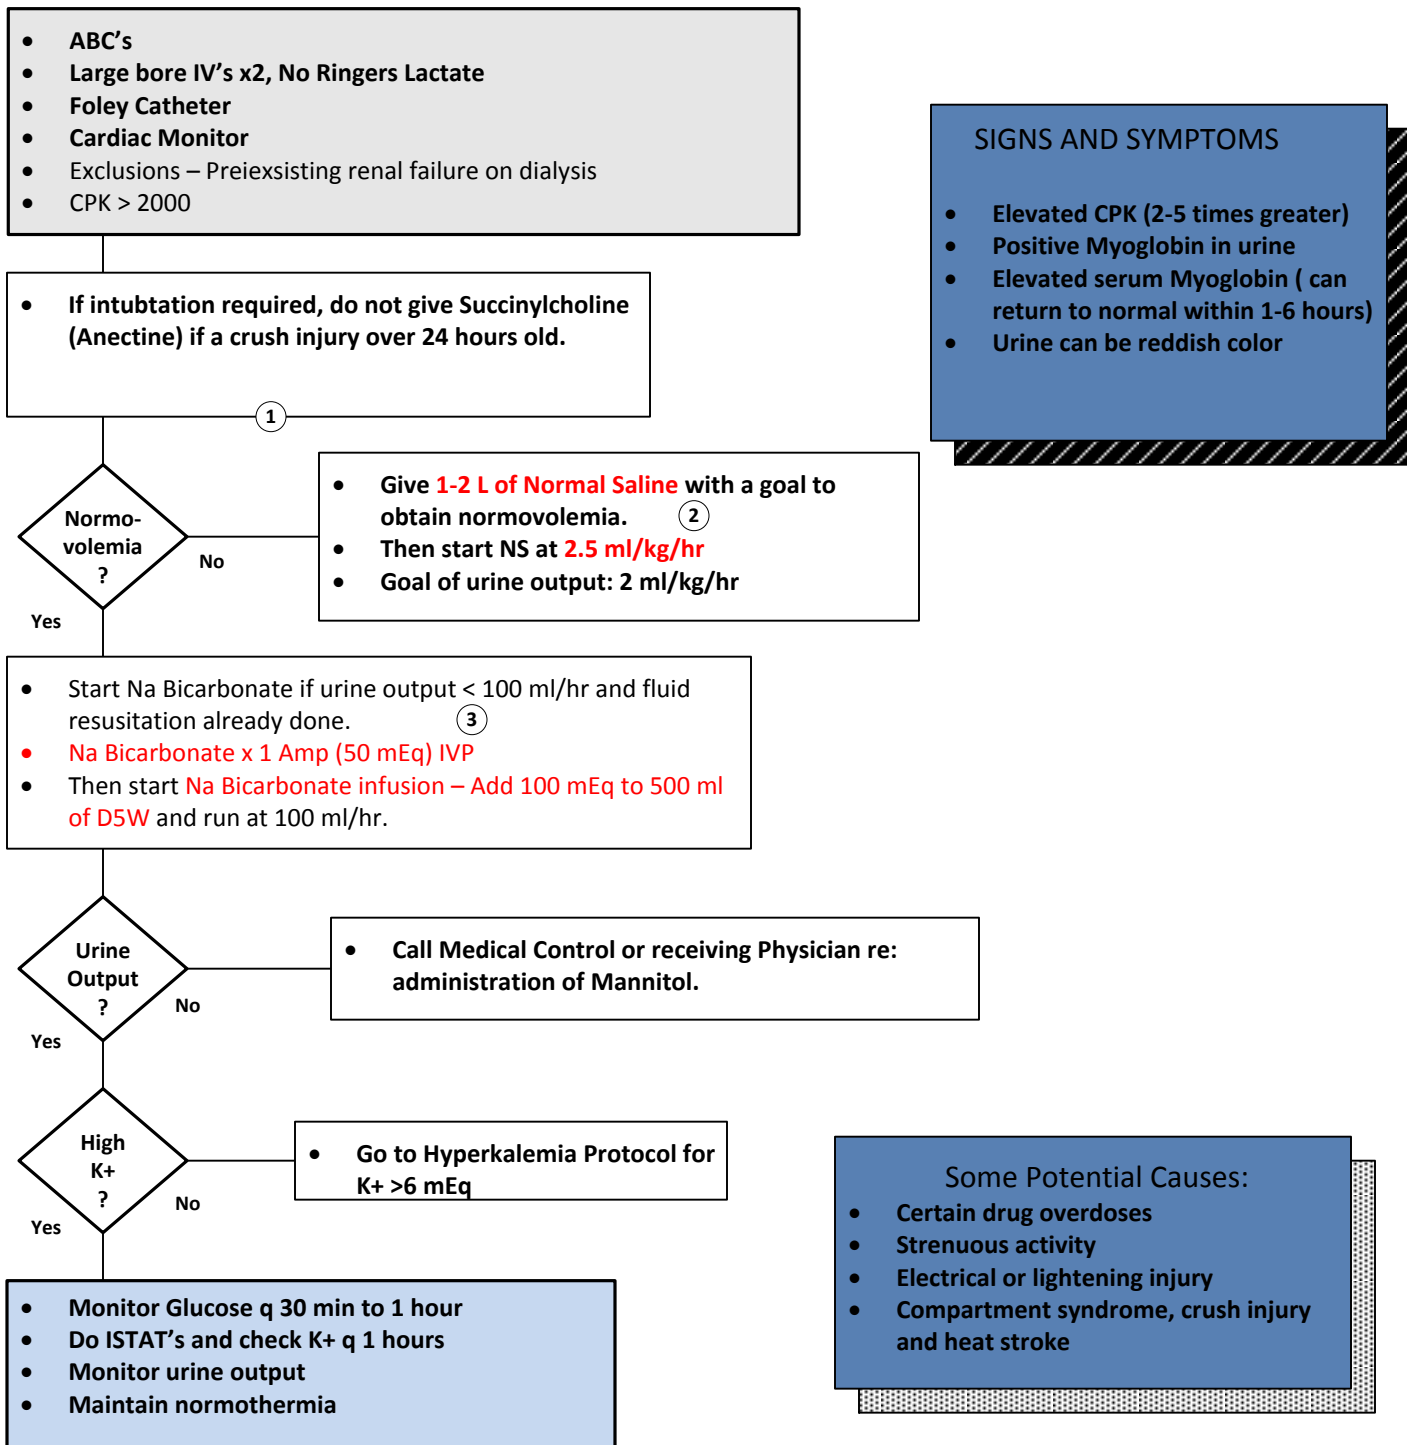 • ABC's
• Large bore IV's x2, No Ringers Lactate
• Foley Catheter
• Cardiac Monitor
• Exclusions – Preiexsisting renal failure on dialysis
• CPK > 2000
SIGNS AND SYMPTOMS
• Elevated CPK (2-5 times greater)
• Positive Myoglobin in urine
• Elevated serum Myoglobin ( can
return to normal within 1-6 hours)
• Urine can be reddish color
• If intubtation required, do not give Succinylcholine
(Anectine) if a crush injury over 24 hours old.
1
Normo-
volemia
?
No
Yes
• Give 1-2 L of Normal Saline with a goal to
obtain normovolemia. 2
• Then start NS at 2.5 ml/kg/hr
• Goal of urine output: 2 ml/kg/hr
• Start Na Bicarbonate if urine output < 100 ml/hr and fluid
resusitation already done. 3
• Na Bicarbonate x 1 Amp (50 mEq) IVP
• Then start Na Bicarbonate infusion – Add 100 mEq to 500 ml
of D5W and run at 100 ml/hr.
Urine
Output
?
No
Yes
• Call Medical Control or receiving Physician re:
administration of Mannitol.
High
K+
?
No
Yes
• Go to Hyperkalemia Protocol for
K+ >6 mEq
Some Potential Causes:
• Certain drug overdoses
• Strenuous activity
• Electrical or lightening injury
• Compartment syndrome, crush injury
and heat stroke
• Monitor Glucose q 30 min to 1 hour
• Do ISTAT's and check K+ q 1 hours
• Monitor urine output
• Maintain normothermia